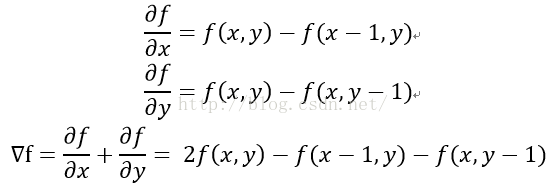 ∂f/∂x = f(x,y) − f(x − 1,y)
∂f/∂y = f(x,y) − f(x,y − 1)
http://blog.csdn.net/
∇f = ∂f/∂x + ∂f/∂y = 2f(x,y) − f(x − 1,y) − f(x,y − 1)